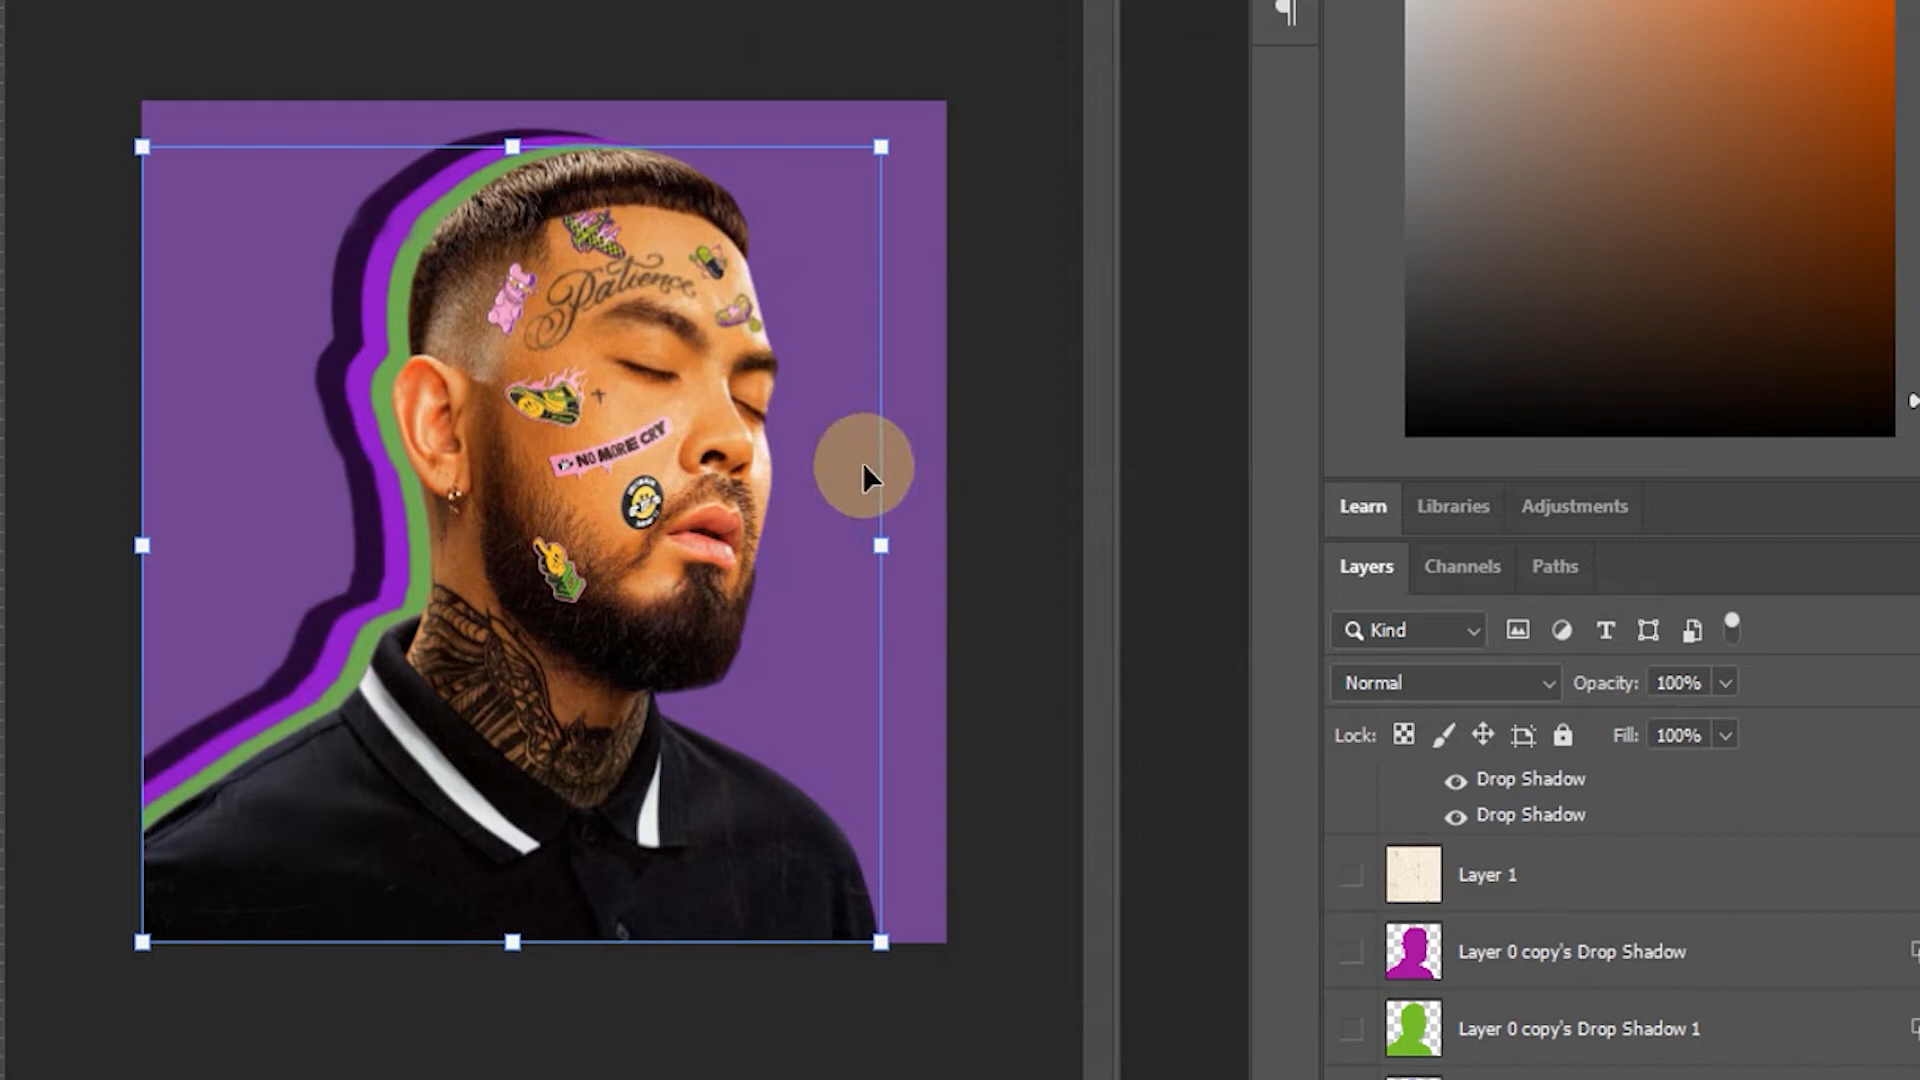 Patience
NO MORE CRY
Learn
Libraries
Adjustments
Layers
Channels
Paths
Kind
Normal
Opacity:
100%
Lock:
Fill:
100%
Drop Shadow
Drop Shadow
Layer 1
Layer 0 copy's Drop Shadow
Layer 0 copy's Drop Shadow 1